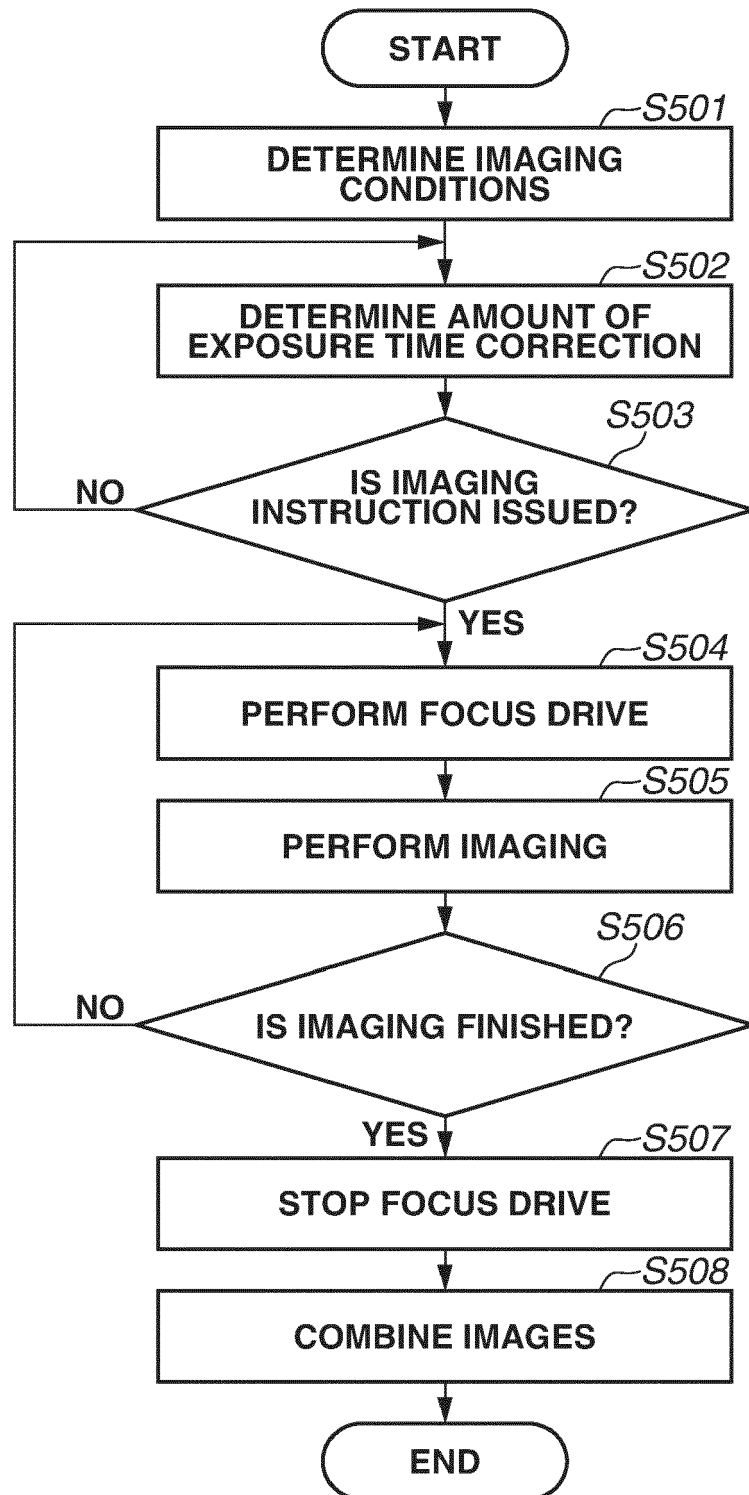 START
S501
DETERMINE IMAGING
CONDITIONS
S502
DETERMINE AMOUNT OF
EXPOSURE TIME CORRECTION
S503
IS IMAGING
INSTRUCTION ISSUED?
NO
YES
S504
PERFORM FOCUS DRIVE
S505
PERFORM IMAGING
S506
IS IMAGING FINISHED?
NO
YES
S507
STOP FOCUS DRIVE
S508
COMBINE IMAGES
END